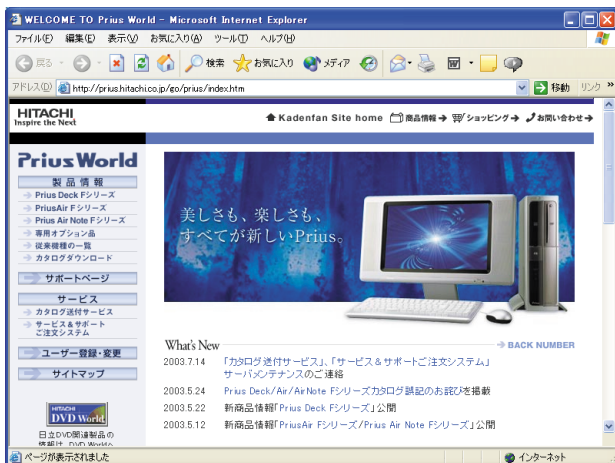 WELCOME TO Prius World - Microsoft Internet Explorer
ファイル(F) 編集(E) 表示(V) お気に入り(A) ツール(T) ヘルプ(H)
戻る 検索 お気に入り メディア
アドレス(D) http://prius.hitachi.co.jp/go/prius/index.htm 移動 リンク »
HITACHI
Inspire the Next
Kadenfan Site home 商品情報 ショッピング お問い合わせ
Prius World
製品情報
Prius Deck Fシリーズ
PriusAir Fシリーズ
Prius Air Note Fシリーズ
専用オプション品
従来機種の一覧
カタログダウンロード
サポートページ
サービス
カタログ送付サービス
サービス&サポート
ご注文システム
ユーザー登録・変更
サイトマップ
HITACHI
DVD World
日立DVD関連製品の
情報は DVD Worldへ
美しさも、楽しさも、
すべてが新しいPrius。
What's New BACK NUMBER
2003.7.14 「カタログ送付サービス」、「サービス&サポートご注文システム」
サーバメンテナンスのご連絡
2003.5.24 Prius Deck/Air/AirNote Fシリーズカタログ誤記のお詫びを掲載
2003.5.22 新商品情報「Prius Deck Fシリーズ」公開
2003.5.12 新商品情報「PriusAir Fシリーズ/Prius Air Note Fシリーズ」公開
ページが表示されました インターネット